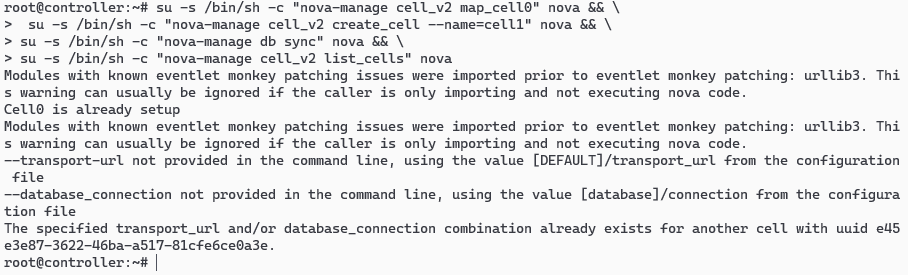 root@controller:~# su -s /bin/sh -c "nova-manage cell_v2 map_cell0" nova && \
>  su -s /bin/sh -c "nova-manage cell_v2 create_cell --name=cell1" nova && \
> su -s /bin/sh -c "nova-manage db sync" nova && \
> su -s /bin/sh -c "nova-manage cell_v2 list_cells" nova
Modules with known eventlet monkey patching issues were imported prior to eventlet monkey patching: urllib3. Thi
s warning can usually be ignored if the caller is only importing and not executing nova code.
Cell0 is already setup
Modules with known eventlet monkey patching issues were imported prior to eventlet monkey patching: urllib3. Thi
s warning can usually be ignored if the caller is only importing and not executing nova code.
--transport-url not provided in the command line, using the value [DEFAULT]/transport_url from the configuration
 file
--database_connection not provided in the command line, using the value [database]/connection from the configura
tion file
The specified transport_url and/or database_connection combination already exists for another cell with uuid e45
e3e87-3622-46ba-a517-81cfe6ce0a3e.
root@controller:~#